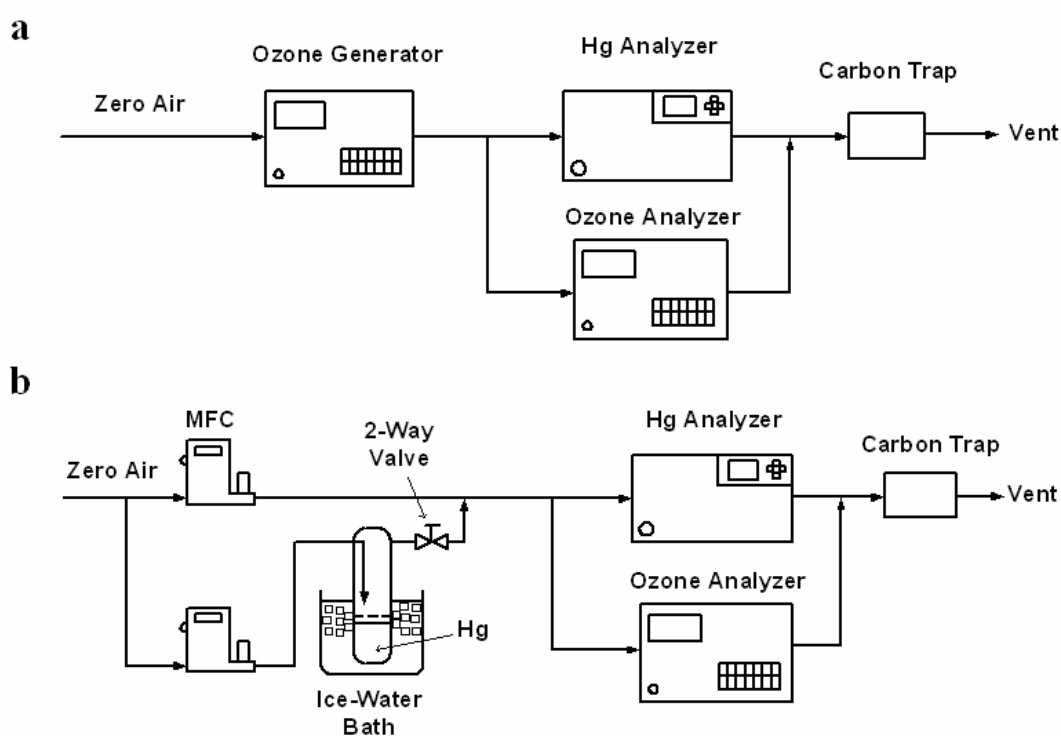 a
Ozone Generator
Hg Analyzer
Carbon Trap
Zero Air
Vent
Ozone Analyzer
b
MFC
2-Way
Valve
Hg Analyzer
Carbon Trap
Zero Air
Vent
Ozone Analyzer
Hg
Ice-Water
Bath